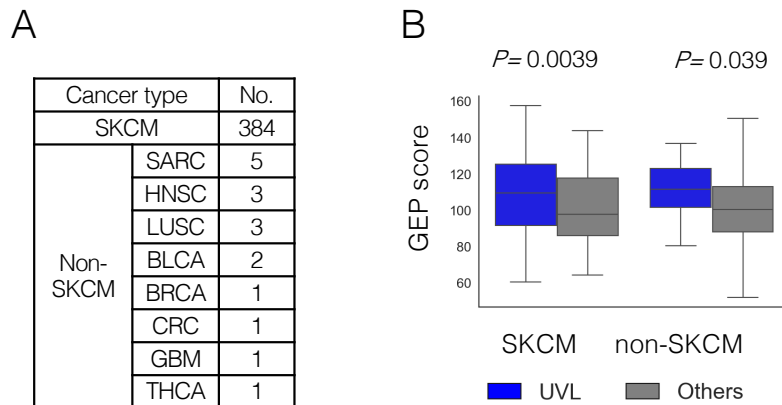 A
Cancer type No.
SKCM 384
Non-SKCM
SARC 5
HNSC 3
LUSC 3
BLCA 2
BRCA 1
CRC 1
GBM 1
THCA 1
B
P= 0.0039 P= 0.039
GEP score
160
140
120
100
80
60
SKCM non-SKCM
UVL Others